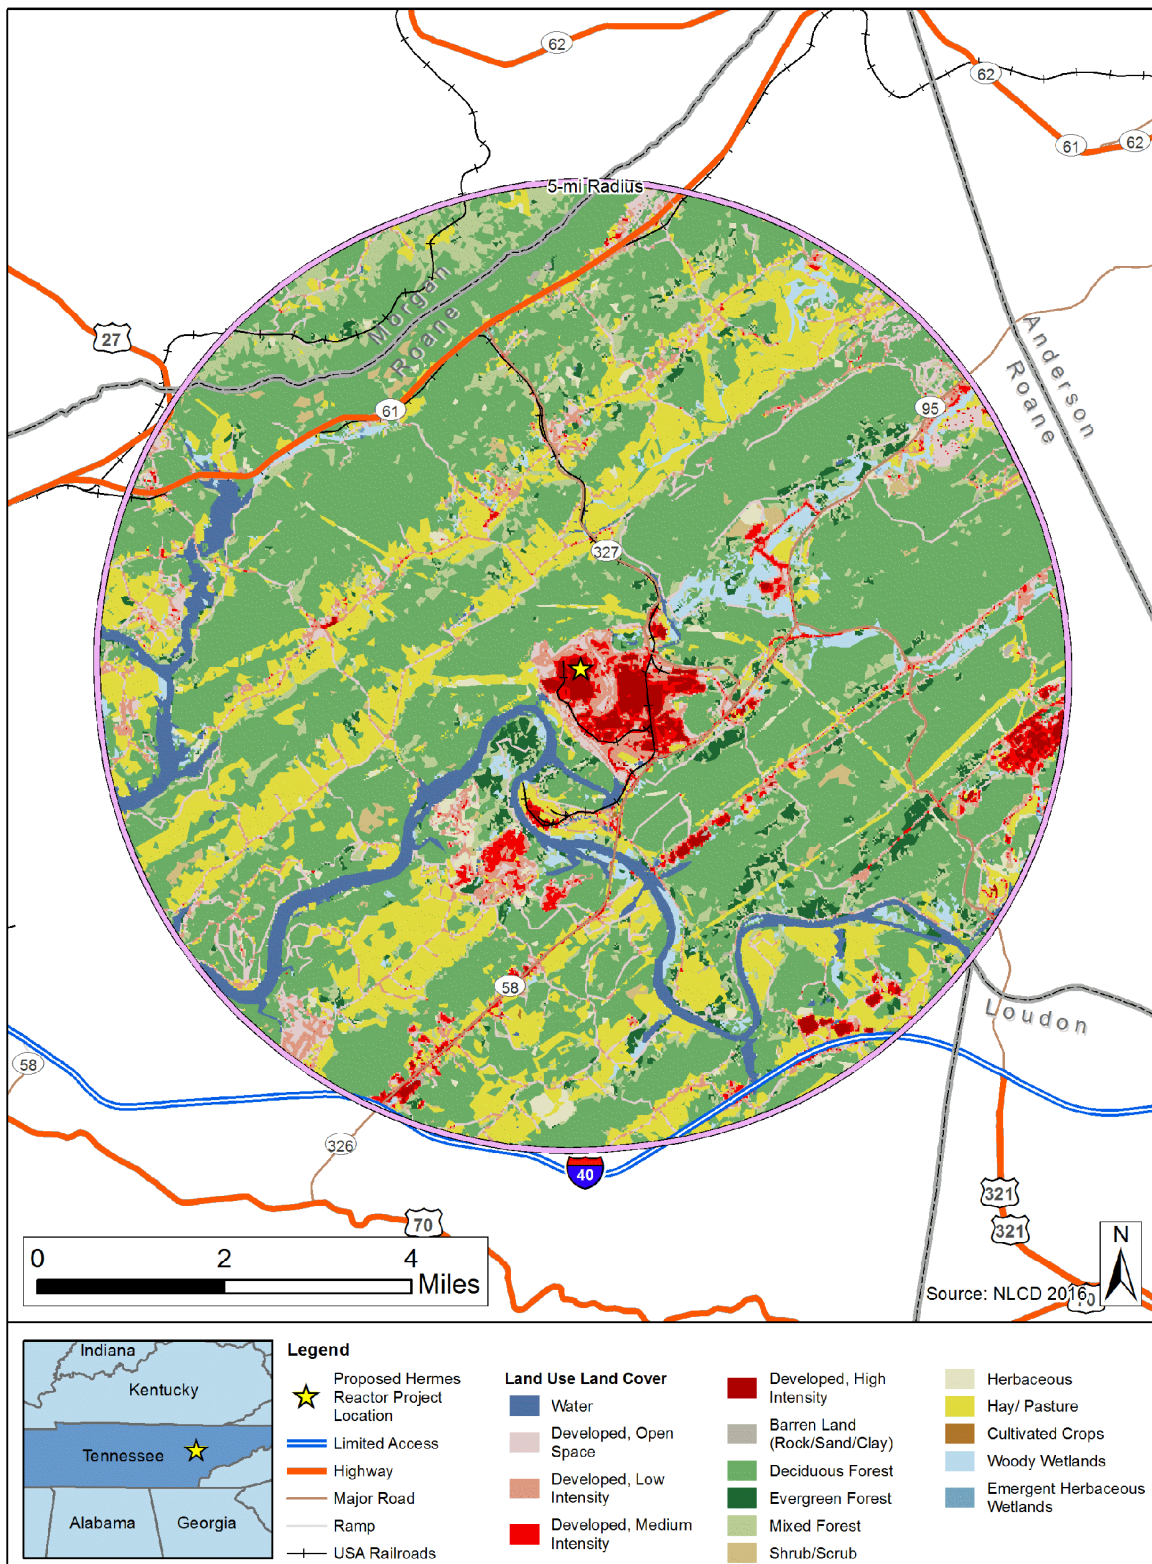 62
62
61
62
5-mi Radius
27
Morgan
Roane
Anderson
Roane
61
95
327
58
Loudon
58
326
40
70
321
321
70
0 2 4
Miles
N
Source: NLCD 2016
Indiana
Kentucky
Tennessee
Alabama
Georgia
Legend
Proposed Hermes
Reactor Project
Location
Limited Access
Highway
Major Road
Ramp
USA Railroads
Land Use Land Cover
Water
Developed, Open
Space
Developed, Low
Intensity
Developed, Medium
Intensity
Developed, High
Intensity
Barren Land
(Rock/Sand/Clay)
Deciduous Forest
Evergreen Forest
Mixed Forest
Shrub/Scrub
Herbaceous
Hay/ Pasture
Cultivated Crops
Woody Wetlands
Emergent Herbaceous
Wetlands